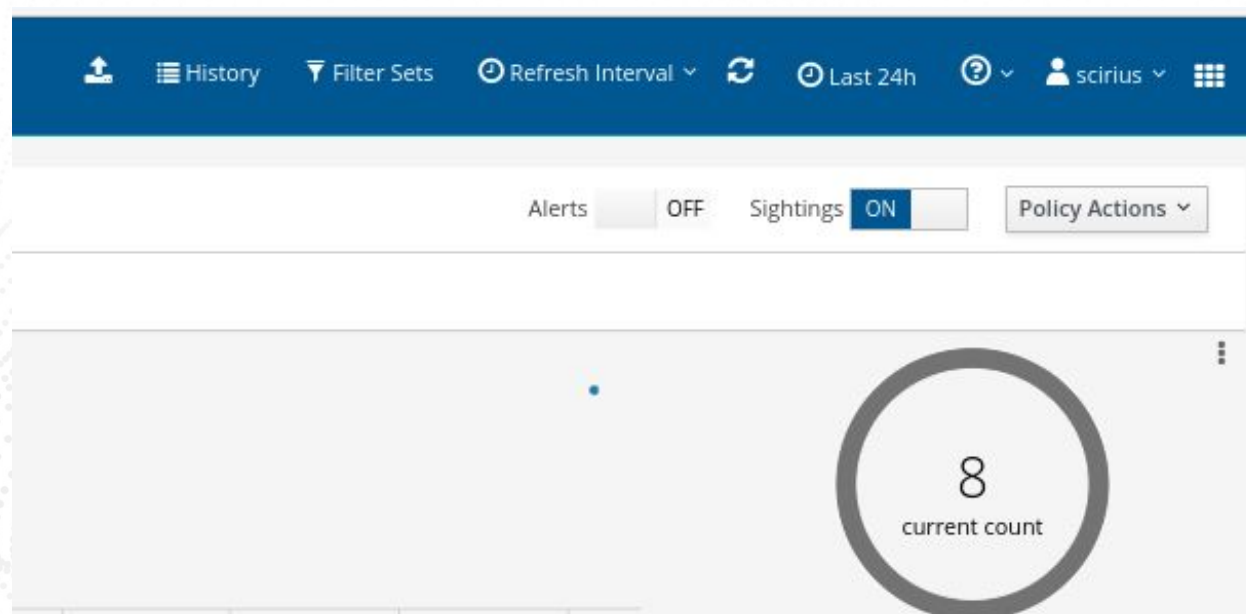 History Filter Sets Refresh Interval Last 24h scirius
Alerts OFF Sightings ON Policy Actions
8
current count